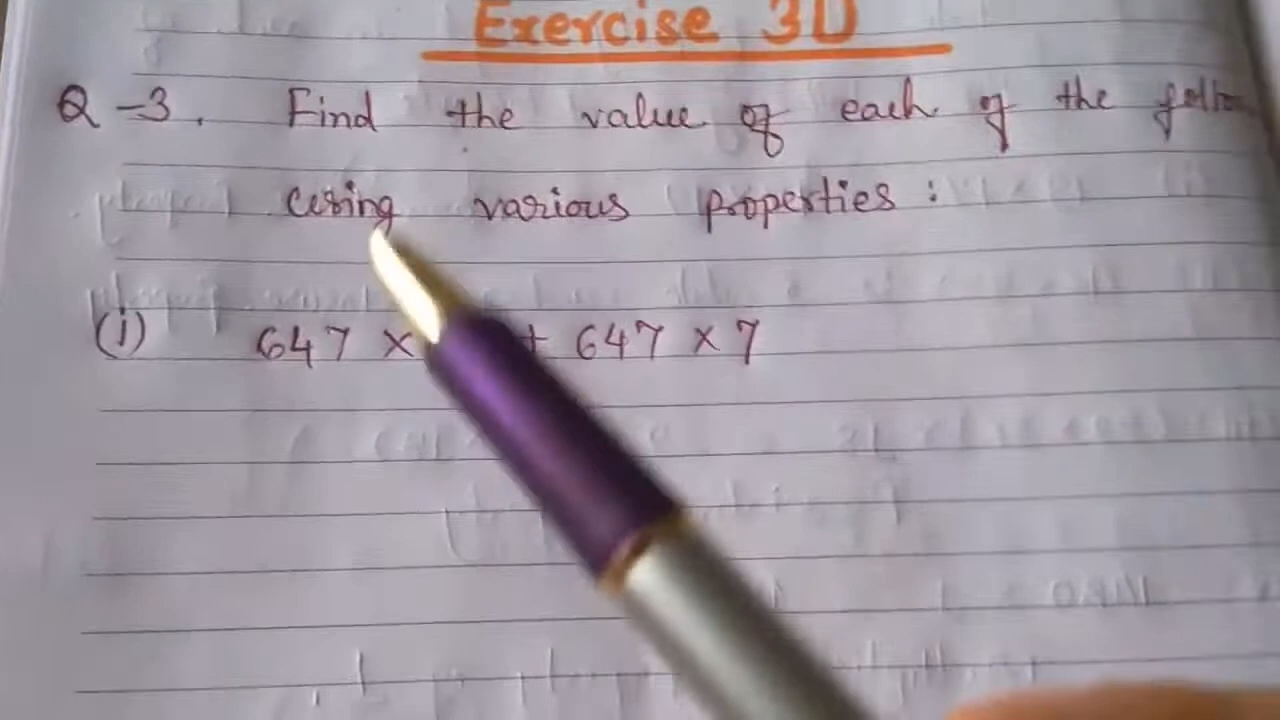 Exercise 3D
Q-3. Find the value of each of the
using various properties :
(i) 647 × + 647 × 7